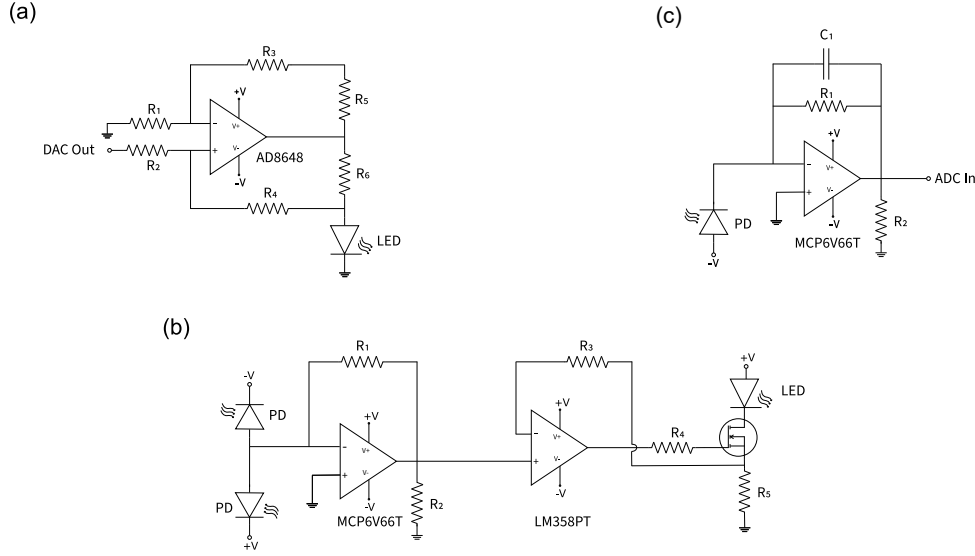 (a)
R₃
R₁
+V
R₅
−
V+
DAC Out
R₂
+
V-
AD8648
-V
R₆
R₄
LED
(c)
C₁
R₁
+V
−
V+
+
V-
ADC In
PD
-V
R₂
MCP6V66T
-V
(b)
R₁
R₃
+V
-V
LED
PD
+V
+V
−
V+
−
V+
R₄
+
V-
+
V-
PD
-V
R₂
-V
R₅
MCP6V66T
LM358PT
+V